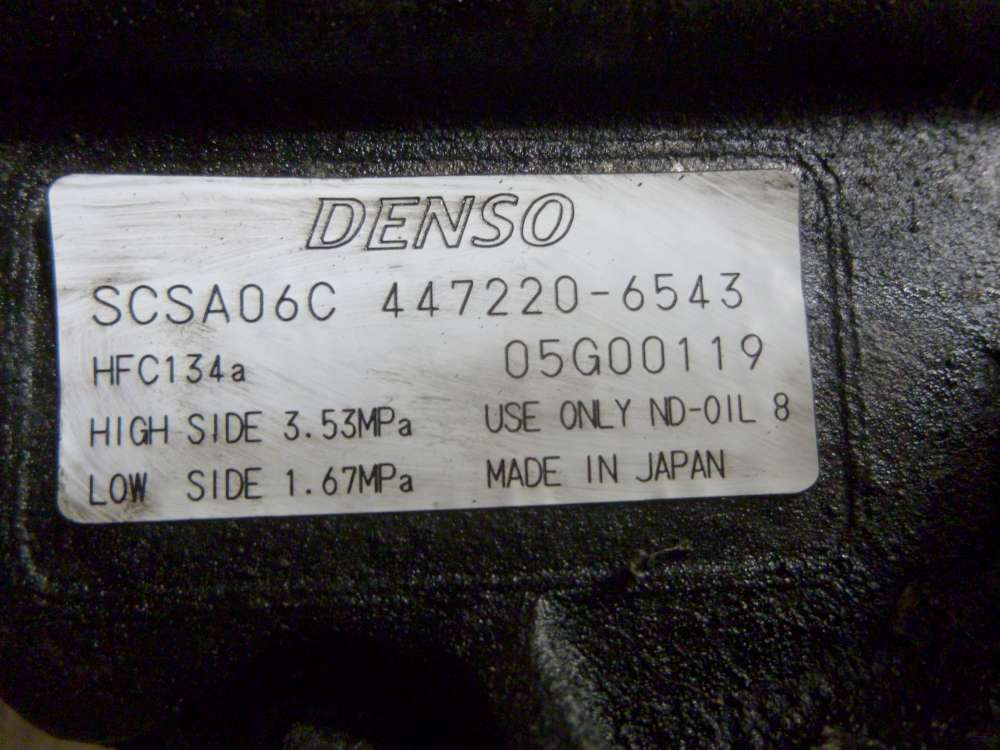 DENSO
SCSA06C 447220-6543
HFC134a 05G00119
HIGH SIDE 3.53MPa USE ONLY ND-OIL 8
LOW SIDE 1.67MPa MADE IN JAPAN